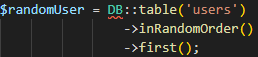 $randomUser = DB::table('users')
->inRandomOrder()
->first();